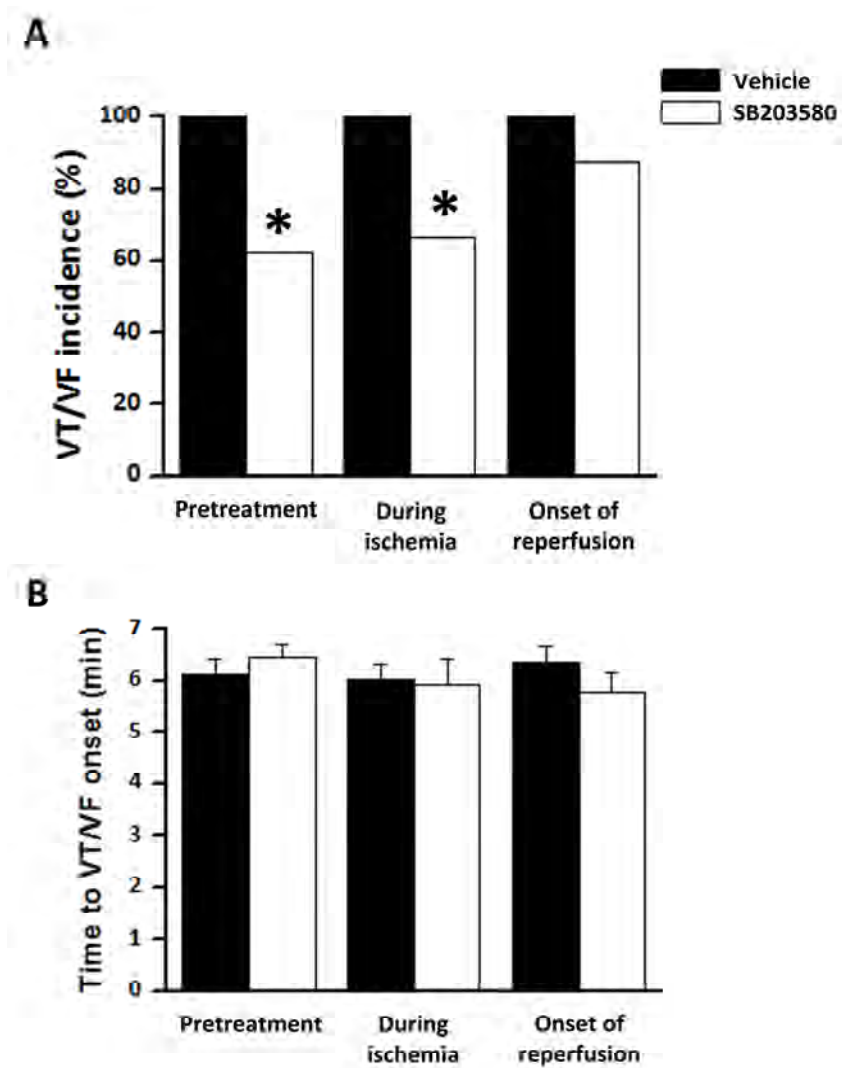 A
Vehicle
SB203580
VT/VF incidence (%)
100
80
60
40
20
0
*
*
Pretreatment
During
ischemia
Onset of
reperfusion
B
Time to VT/VF onset (min)
7
6
5
4
3
2
1
0
Pretreatment
During
ischemia
Onset of
reperfusion